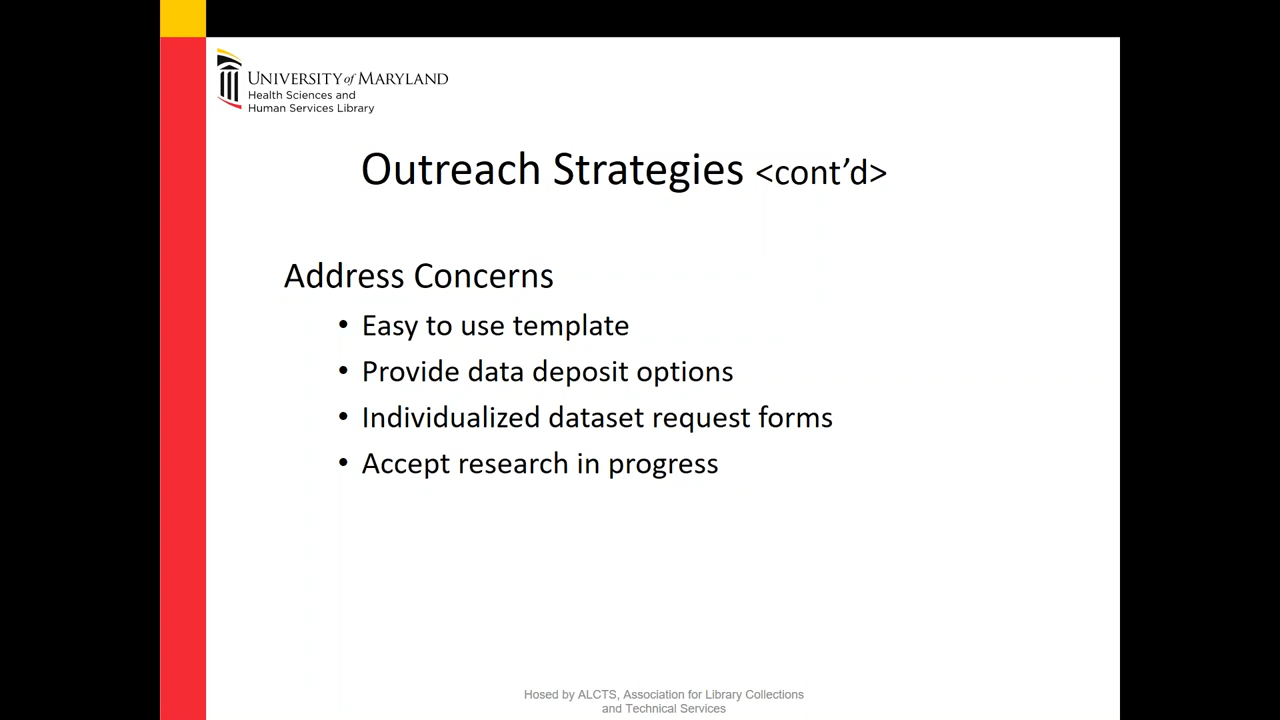 UNIVERSITY of MARYLAND
Health Sciences and
Human Services Library
Outreach Strategies <cont’d>
Address Concerns
• Easy to use template
• Provide data deposit options
• Individualized dataset request forms
• Accept research in progress
Hosed by ALCTS, Association for Library Collections
and Technical Services